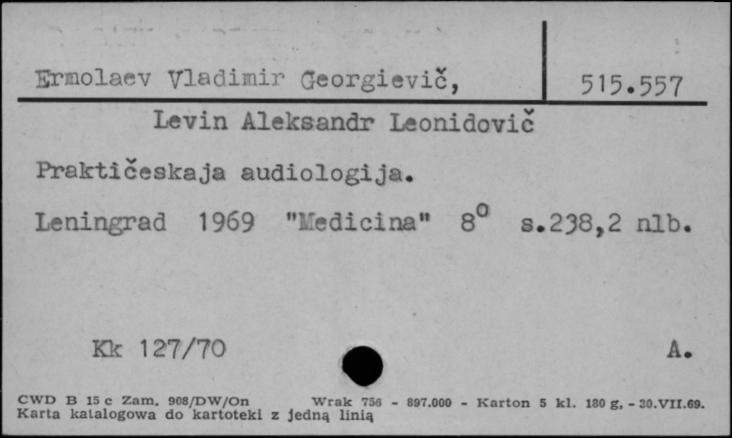 Ermolaev Vladimir Georgievič, 515.557
Levin Aleksandr Leonidovič
Praktičeskaja audiologija.
Leningrad 1969 "Medicina" 8° s.238,2 nlb.
Kk 127/70 A.
CWD B 15 c Zam. 908/DW/On Wrak 756 - 897.000 - Karton 5 kl. 180 g. - 30.VII.69.
Karta katalogowa do kartoteki z jedną linią